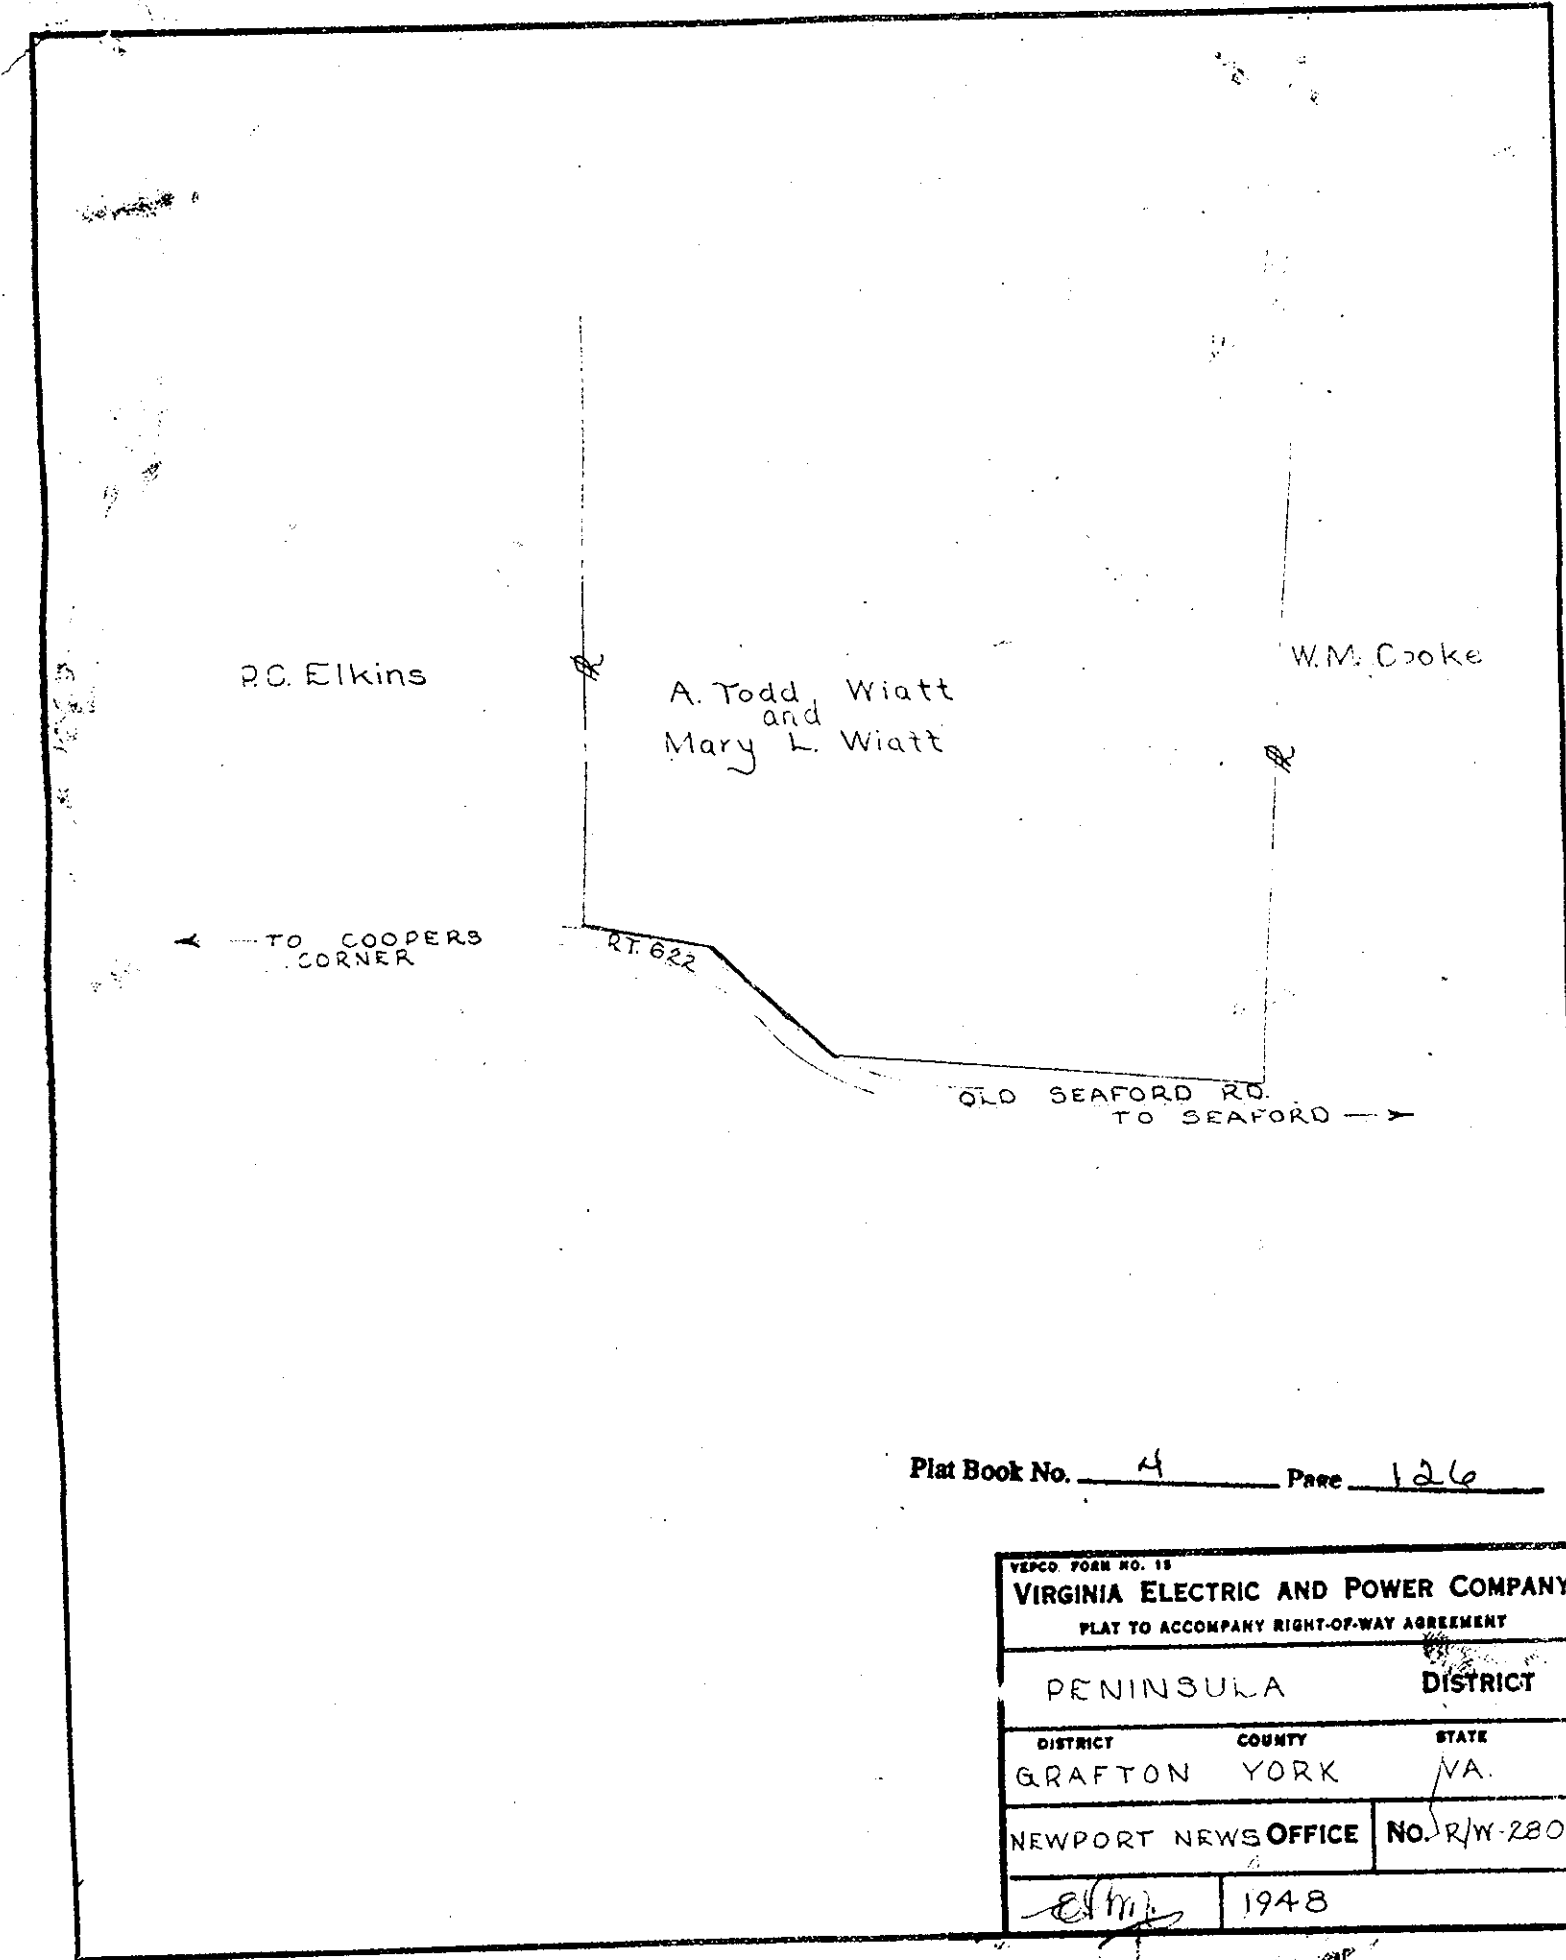 P.C. Elkins
A. Todd Wiatt
and
Mary L. Wiatt
W.M. Cooke
TO COOPERS
CORNER
RT. 622
OLD SEAFORD RD.
TO SEAFORD
Plat Book No. 4 Page 126
VEPCO FORM NO. 15
VIRGINIA ELECTRIC AND POWER COMPANY
PLAT TO ACCOMPANY RIGHT-OF-WAY AGREEMENT
PENINSULA DISTRICT
DISTRICT COUNTY STATE
GRAFTON YORK VA.
NEWPORT NEWS OFFICE NO. R/W-280
1948